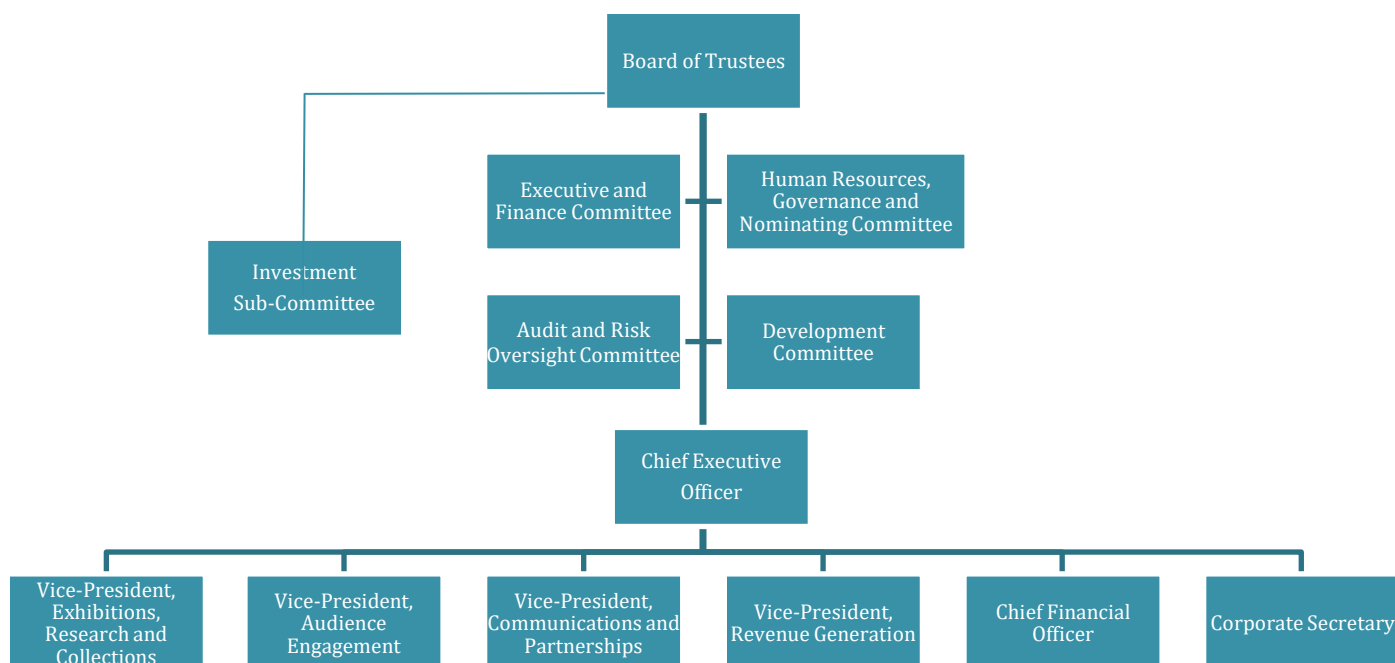 Board of Trustees
Executive and
Finance Committee
Human Resources,
Governance and
Nominating Committee
Investment
Sub-Committee
Audit and Risk
Oversight Committee
Development
Committee
Chief Executive
Officer
Vice-President,
Exhibitions,
Research and
Collections
Vice-President,
Audience
Engagement
Vice-President,
Communications and
Partnerships
Vice-President,
Revenue Generation
Chief Financial
Officer
Corporate Secretary